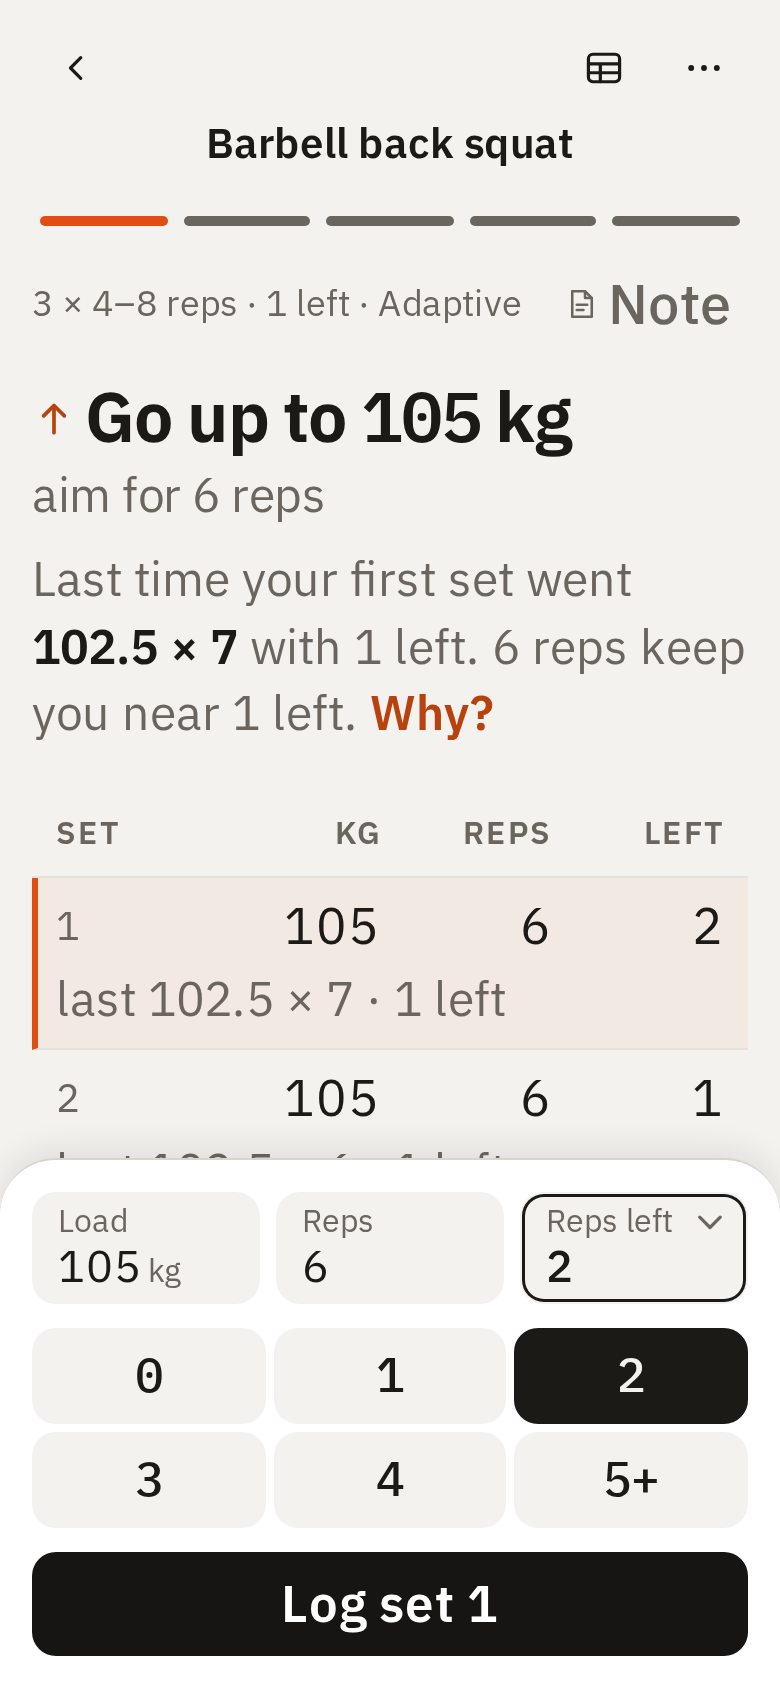 Barbell back squat
3 × 4–8 reps · 1 left · Adaptive
Note
↑ Go up to 105 kg
aim for 6 reps
Last time your first set went
102.5 × 7 with 1 left. 6 reps keep
you near 1 left. Why?
SET KG REPS LEFT
1 105 6 2
last 102.5 × 7 · 1 left
2 105 6 1
Load Reps Reps left
105 kg 6 2
0 1 2
3 4 5+
Log set 1